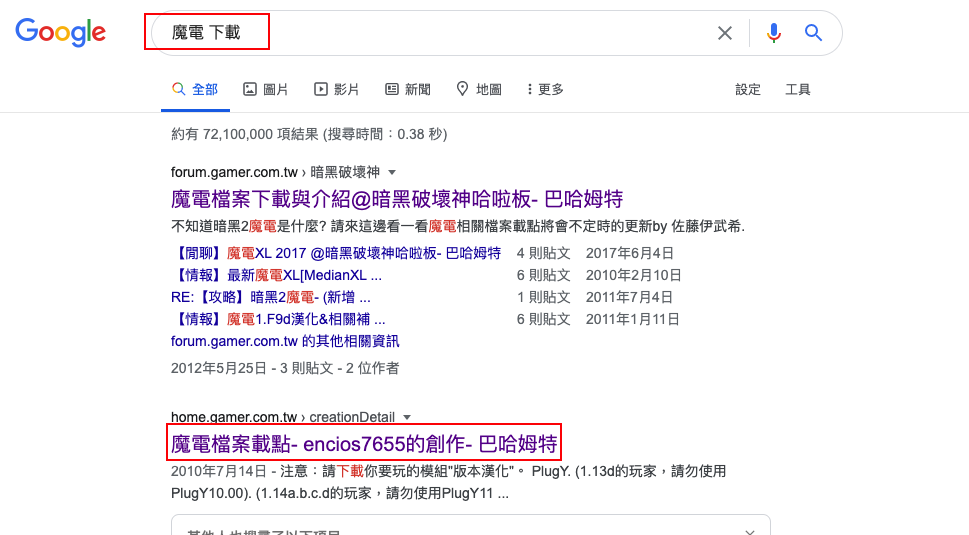 Google
魔電 下載
全部 圖片 影片 新聞 地圖 更多 設定 工具
約有 72,100,000 項結果 (搜尋時間：0.38 秒)
forum.gamer.com.tw › 暗黑破壞神
魔電檔案下載與介紹@暗黑破壞神哈啦板- 巴哈姆特
不知道暗黑2魔電是什麼? 請來這邊看一看魔電相關檔案載點將會不定時的更新by 佐藤伊武希.
【閒聊】魔電XL 2017 @暗黑破壞神哈啦板- 巴哈姆特 4 則貼文 2017年6月4日
【情報】最新魔電XL[MedianXL ... 6 則貼文 2010年2月10日
RE:【攻略】暗黑2魔電- (新增 ... 1 則貼文 2011年7月4日
【情報】魔電1.F9d漢化&相關補 ... 6 則貼文 2011年1月11日
forum.gamer.com.tw 的其他相關資訊
2012年5月25日 - 3 則貼文 - 2 位作者
home.gamer.com.tw › creationDetail
魔電檔案載點- encios7655的創作- 巴哈姆特
2010年7月14日 - 注意：請下載你要玩的模組"版本漢化"。 PlugY. (1.13d的玩家，請勿使用
PlugY10.00). (1.14a.b.c.d的玩家，請勿使用PlugY11 ...
其他人也搜尋了以下項目